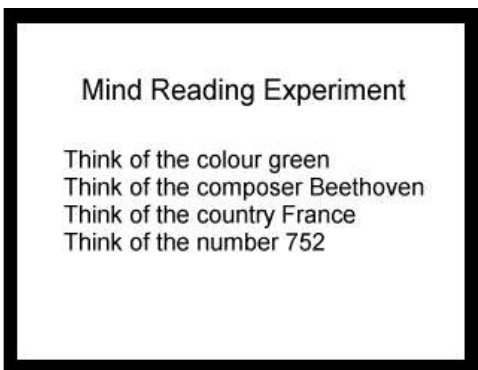 Mind Reading Experiment
Think of the colour green
Think of the composer Beethoven
Think of the country France
Think of the number 752